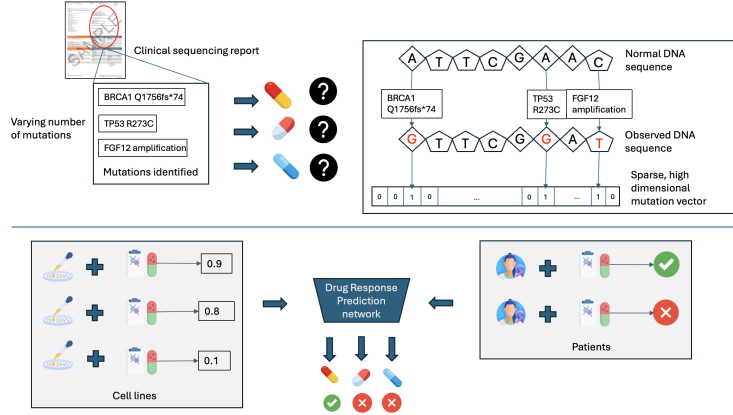 SAMPLE
Clinical sequencing report
Varying number
of mutations
BRCA1 Q1756fs*74
TP53 R273C
FGF12 amplification
Mutations identified
?
?
?
A T T C G A A C
Normal DNA
sequence
BRCA1
Q1756fs*74
TP53
R273C
FGF12
amplification
G T T C G G A T
Observed DNA
sequence
Sparse, high
dimensional
mutation vector
0 0 1 0 ... 0 1 ... 1 0
0.9
0.8
0.1
Cell lines
Drug Response
Prediction
network
Patients